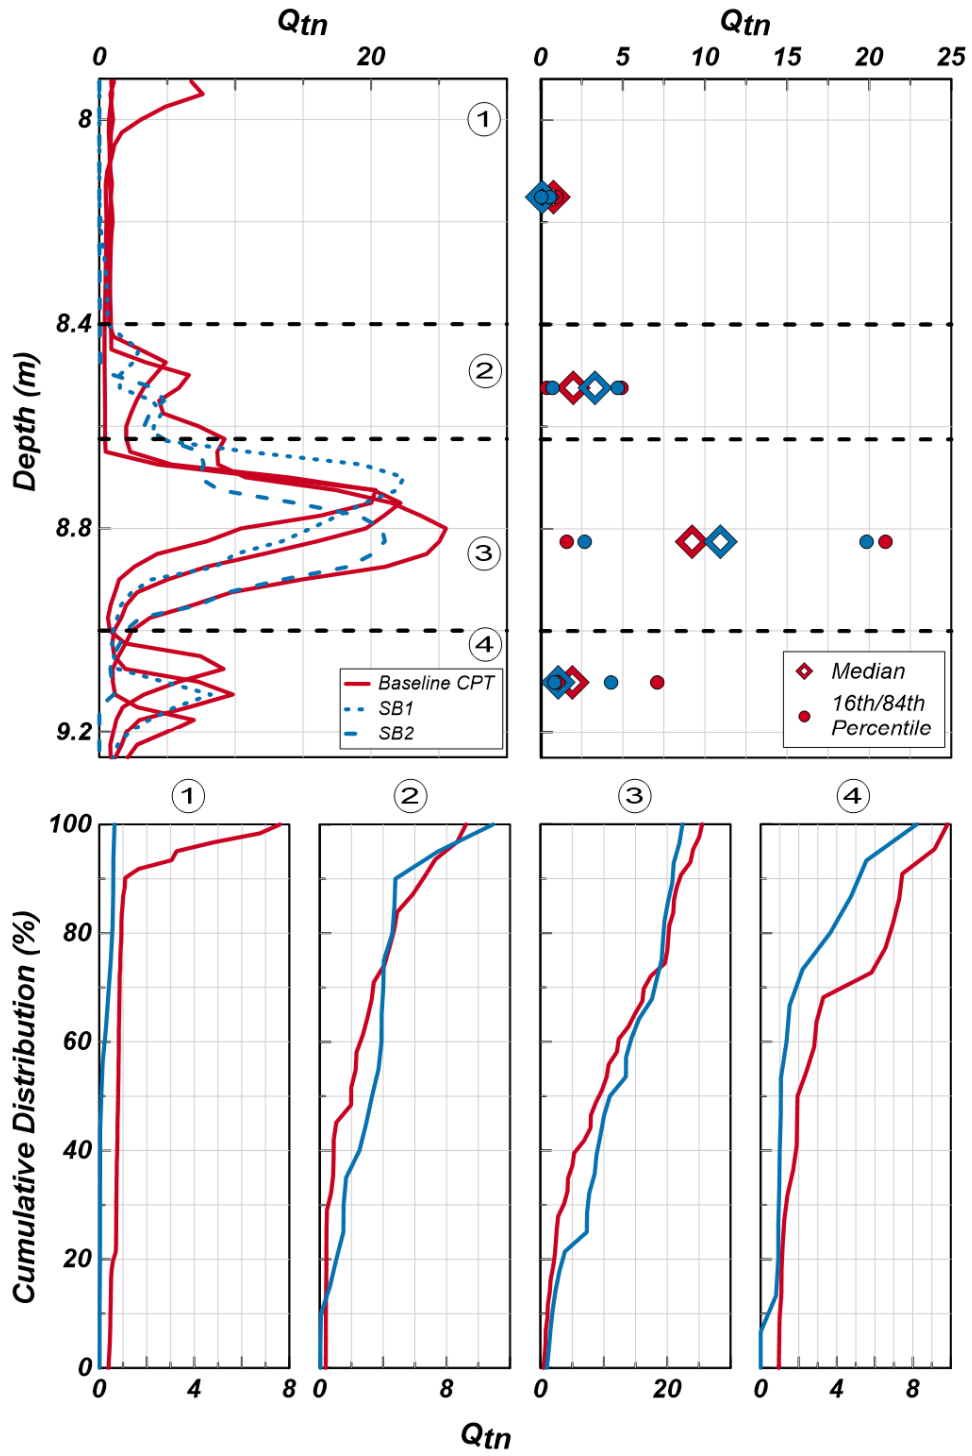 Qtn
Qtn
0 20
0 5 10 15 20 25
Depth (m)
8
8.4
8.8
9.2
1
2
3
4
Baseline CPT
SB1
SB2
Median
16th/84th
Percentile
1 2 3 4
Cumulative Distribution (%)
100
80
60
40
20
0
0 8
0 8
0 20
0 8
Qtn